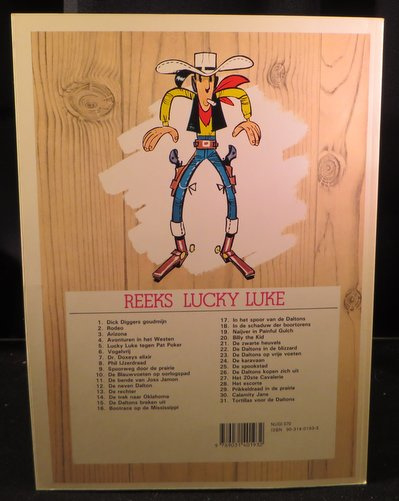 REEKS LUCKY LUKE
1. Dick Diggers goudmijn
2. Rodeo
3. Arizona
4. Avonturen in het Westen
5. Lucky Luke tegen Pat Poker
6. Vogelvrij
7. Dr. Doxeys elixir
8. Phil IJzerdraad
9. Spoorweg door de prairie
10. De Blauwvoeten op oorlogspad
11. De bende van Joss Jamon
12. De neven Dalton
13. De rechter
14. De trek naar Oklahoma
15. De Daltons breken uit
16. Bootrace op de Mississippi
17. In het spoor van de Daltons
18. In de schaduw der boortorens
19. Naijver in Painful Gulch
20. Billy the Kid
21. De zwarte heuvels
22. De Daltons in de blizzard
23. De Daltons op vrije voeten
24. De karavaan
25. De spookstad
26. De Daltons kopen zich uit
27. Het 20ste Cavalerie
28. Het escorte
29. Prikkeldraad in de prairie
30. Calamity Jane
31. Tortillas voor de Daltons
ISBN